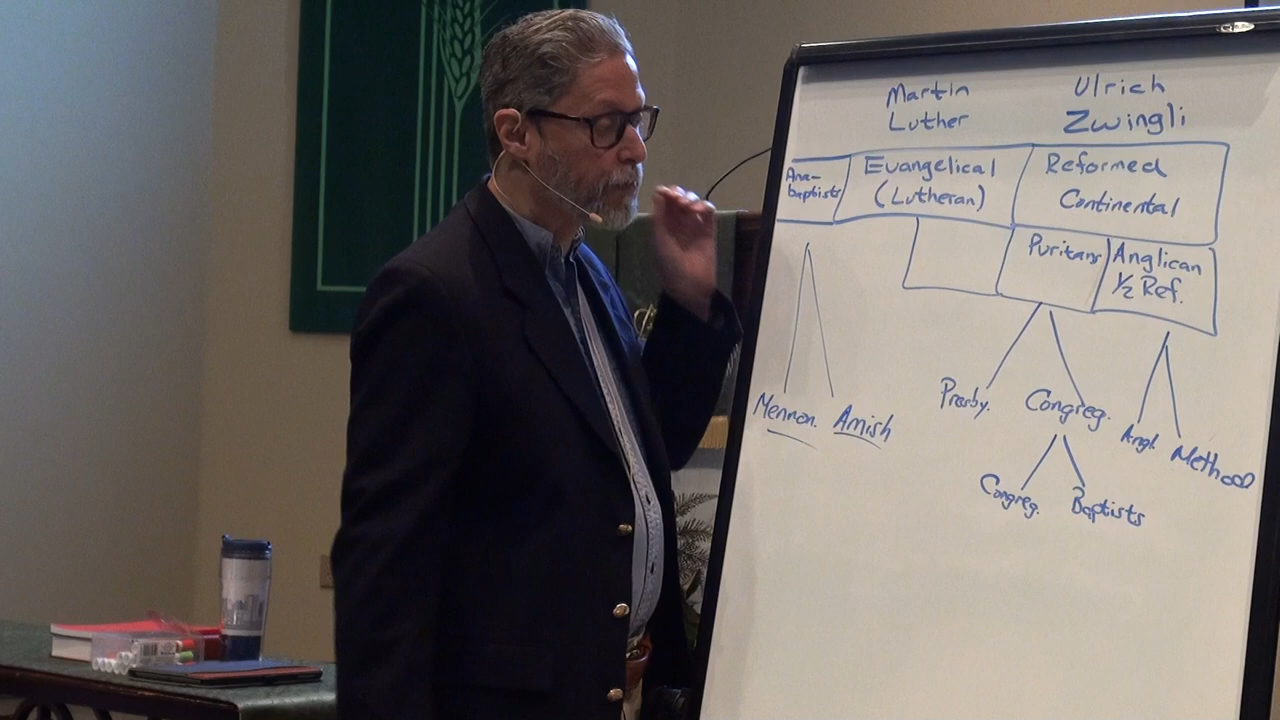 Martin
Luther
Ulrich
Zwingli
Ana-
baptists
Evangelical
(Lutheran)
Reformed
Continental
Puritans
Anglican
½ Ref.
Mennon.
Amish
Presby.
Congreg.
Angl.
Method
Congreg.
Baptists